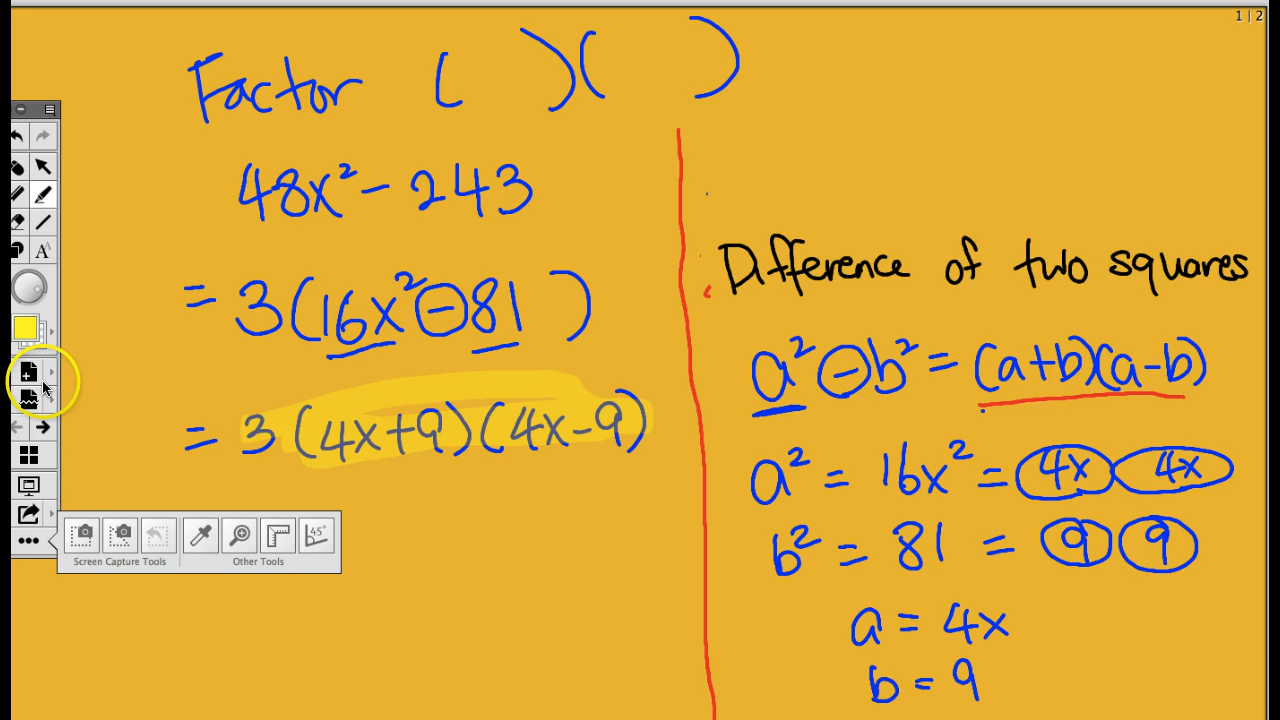 1 | 2
Factor (    )(    )
48x² - 243
= 3(16x² - 81   )
= 3(4x+9)(4x-9)
Difference of two squares
a² - b² = (a+b)(a-b)
a² = 16x² = 4x 4x
b² = 81 = 9 9
a = 4x
b = 9
A
45°
Screen Capture Tools
Other Tools